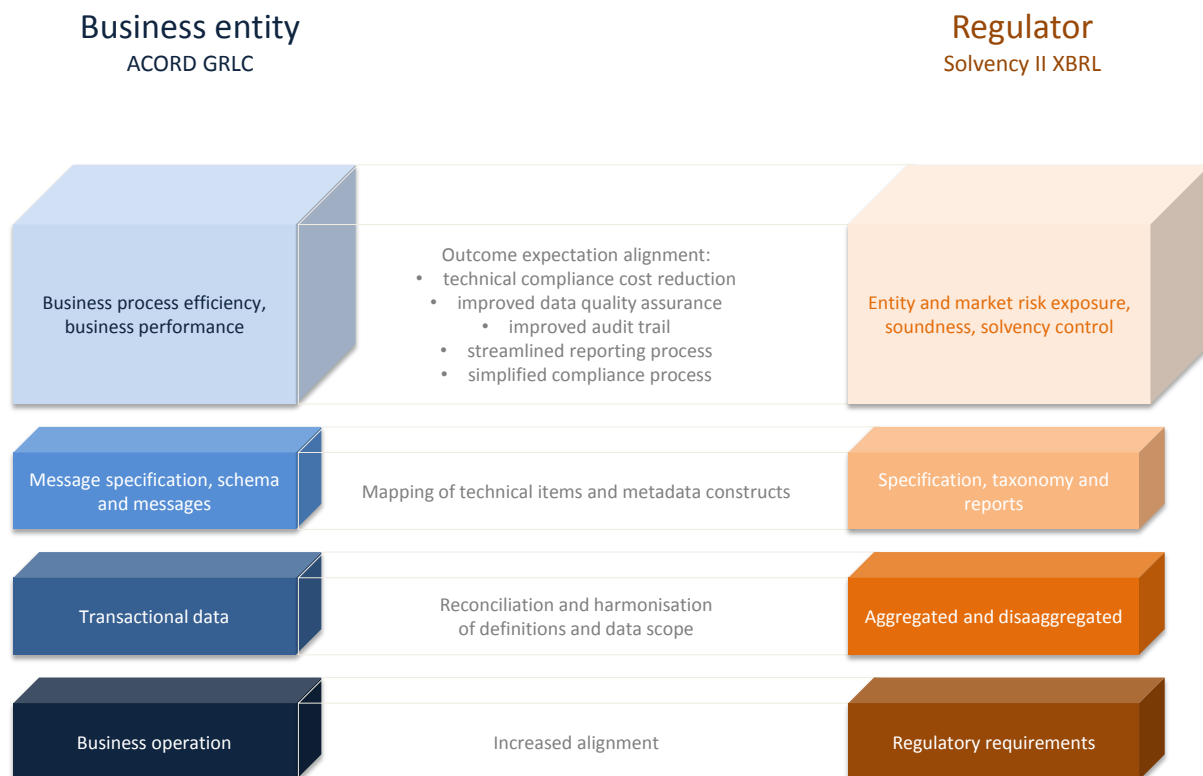 Business entity
ACORD GRLC
Regulator
Solvency II XBRL
Business process efficiency,
business performance
Outcome expectation alignment:
• technical compliance cost reduction
• improved data quality assurance
• improved audit trail
• streamlined reporting process
• simplified compliance process
Entity and market risk exposure,
soundness, solvency control
Message specification, schema
and messages
Mapping of technical items and metadata constructs
Specification, taxonomy and
reports
Transactional data
Reconciliation and harmonisation
of definitions and data scope
Aggregated and disaaggregated
Business operation
Increased alignment
Regulatory requirements